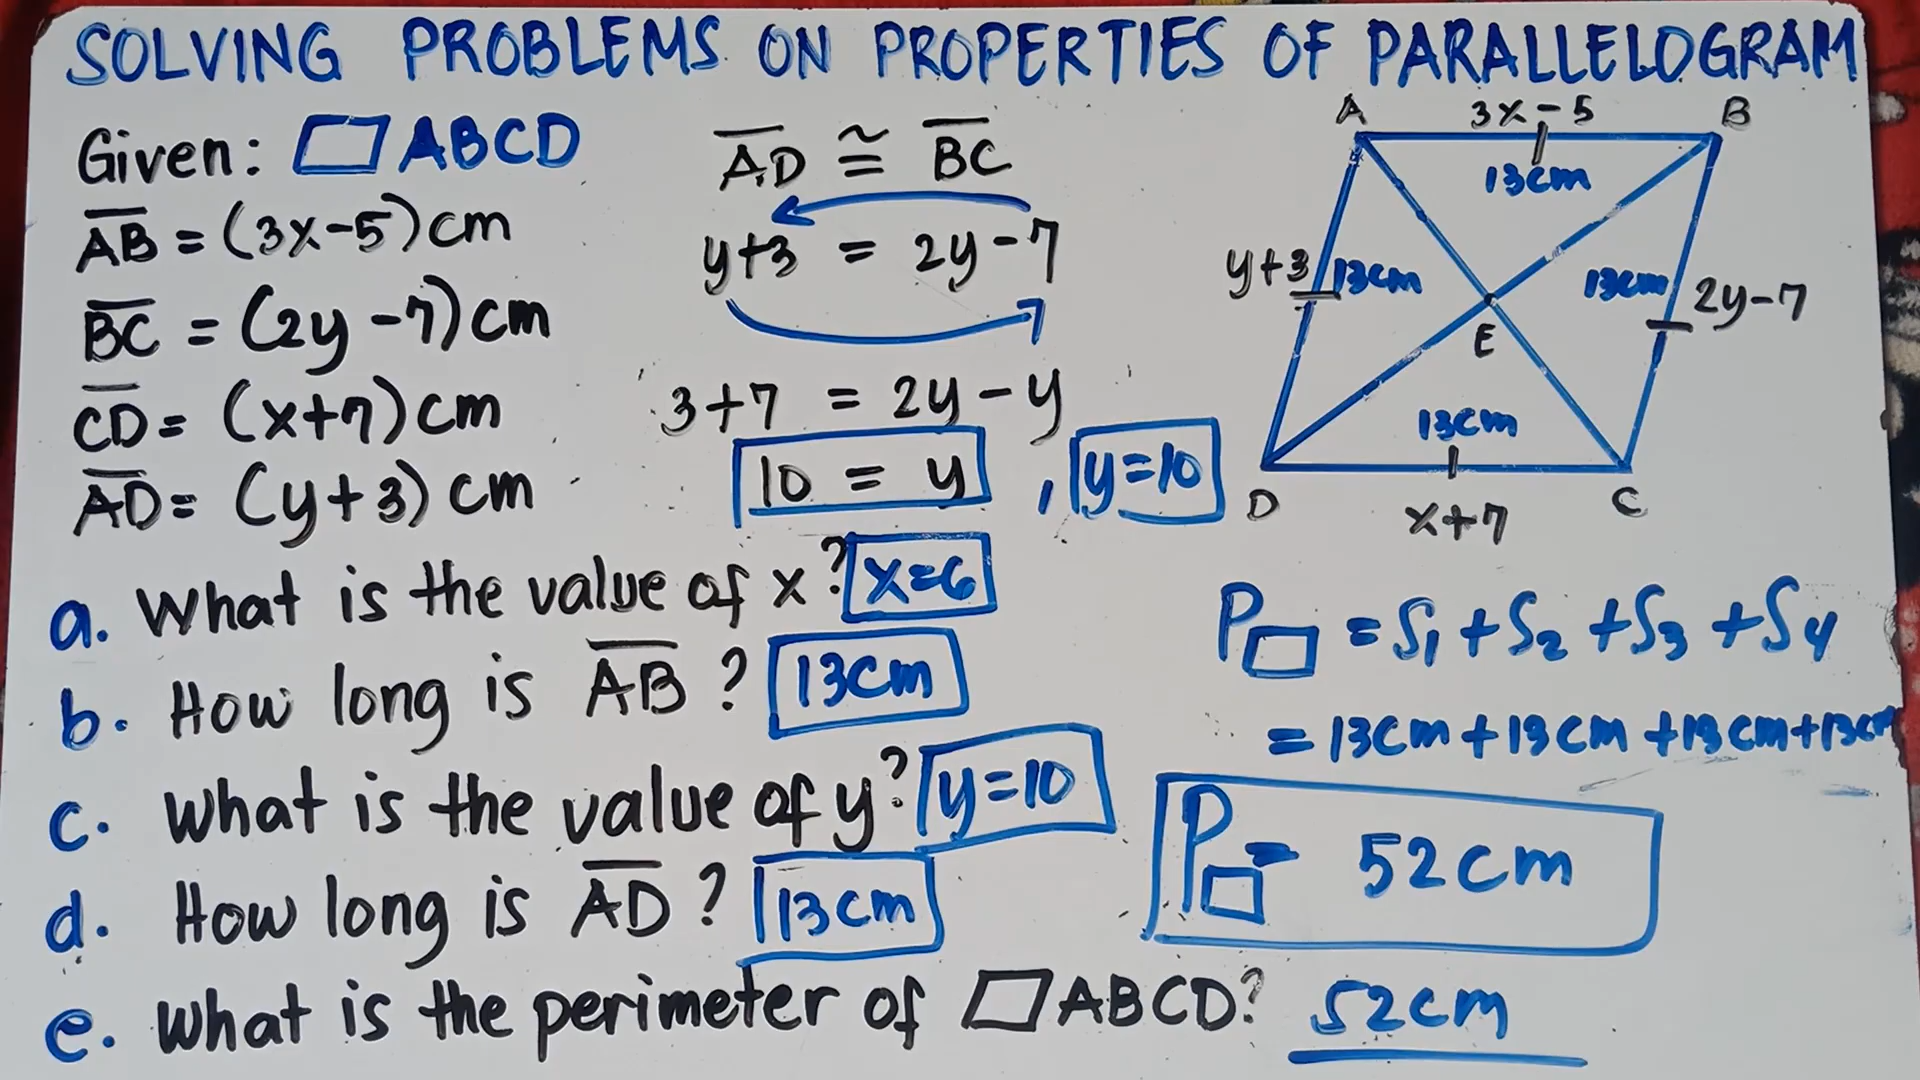 SOLVING PROBLEMS ON PROPERTIES OF PARALLELOGRAM
Given: ▱ABCD
AB = (3x-5)cm
BC = (2y-7)cm
CD = (x+7)cm
AD = (y+3)cm
AD ≅ BC
y+3 = 2y-7
3+7 = 2y-y
10 = y , y=10
A 3x-5 B
13cm
y+3 13cm 13cm 2y-7
E
13cm
D x+7 C
a. What is the value of x? x=6
b. How long is AB? 13cm
c. What is the value of y? y=10
d. How long is AD? 13cm
e. What is the perimeter of ▱ABCD? 52cm
P▱ = S1 + S2 + S3 + S4
= 13cm + 13cm + 13cm + 13cm
P▱ = 52cm